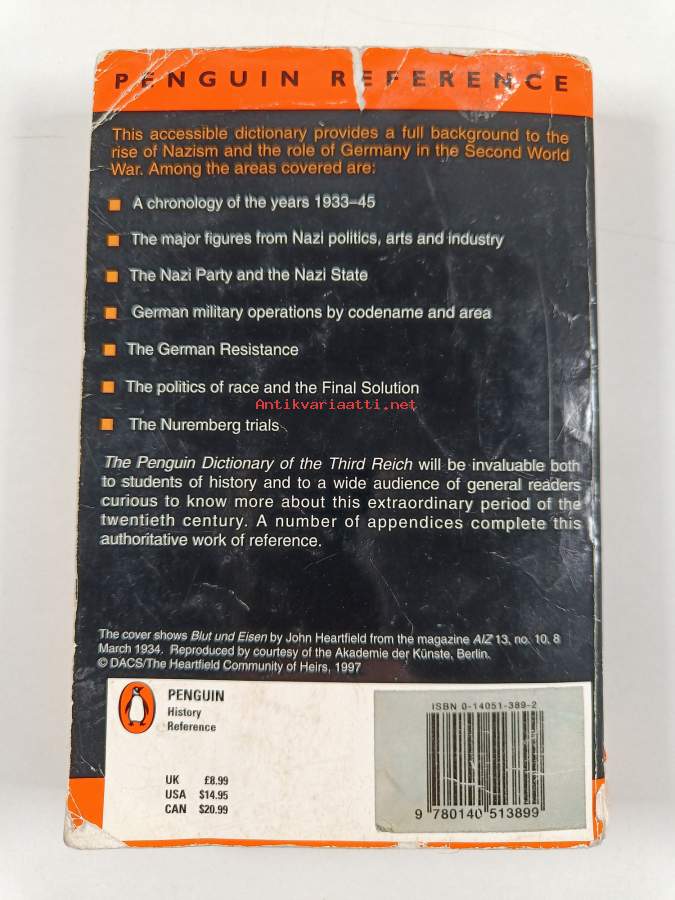 PENGUIN REFERENCE
This accessible dictionary provides a full background to the
rise of Nazism and the role of Germany in the Second World
War. Among the areas covered are:
A chronology of the years 1933–45
The major figures from Nazi politics, arts and industry
The Nazi Party and the Nazi State
German military operations by codename and area
The German Resistance
The politics of race and the Final Solution
Antikvariaatti.net
The Nuremberg trials
The Penguin Dictionary of the Third Reich will be invaluable both
to students of history and to a wide audience of general readers
curious to know more about this extraordinary period of the
twentieth century. A number of appendices complete this
authoritative work of reference.
The cover shows Blut und Eisen by John Heartfield from the magazine AIZ 13, no. 10, 8
March 1934. Reproduced by courtesy of the Akademie der Künste, Berlin.
© DACS/The Heartfield Community of Heirs, 1997
PENGUIN
History
Reference
UK £8.99
USA $14.95
CAN $20.99
ISBN 0-14051-389-2
9 780140 513899